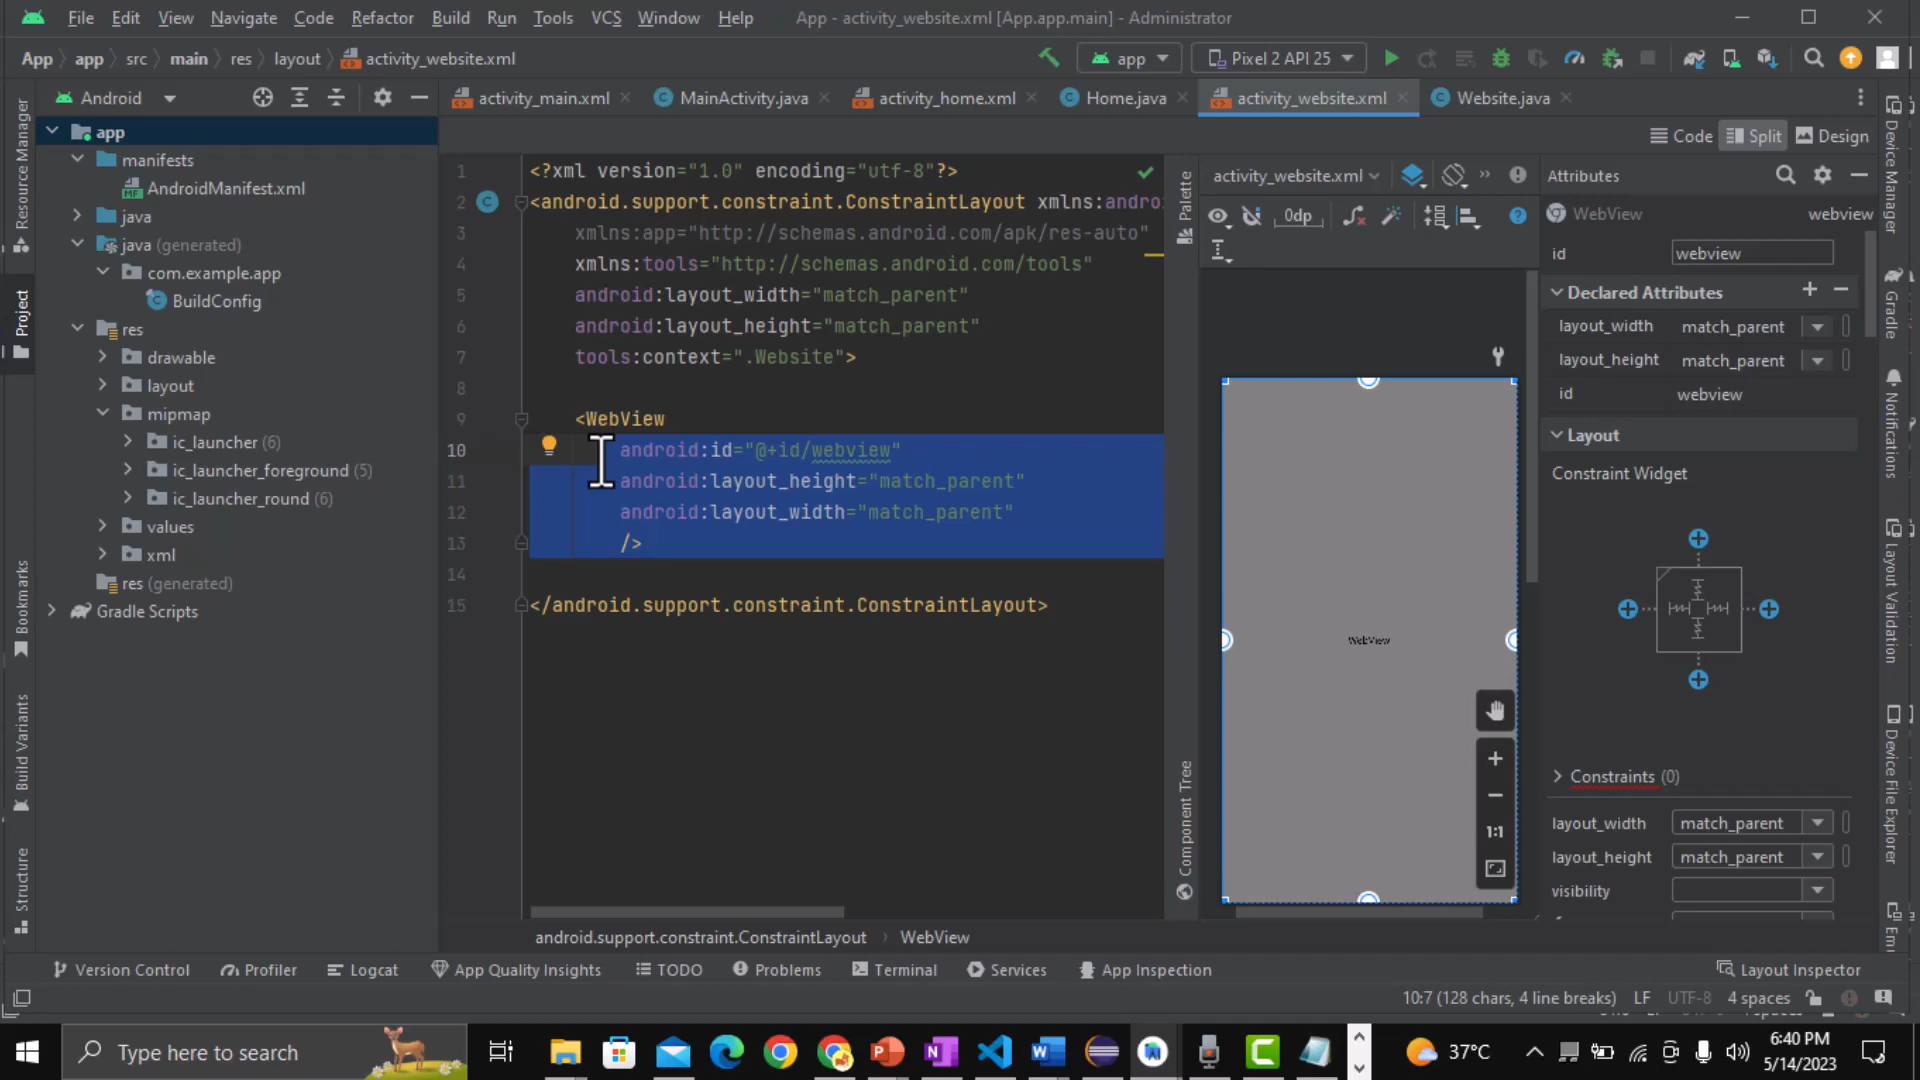 File Edit View Navigate Code Refactor Build Run Tools VCS Window Help App - activity_website.xml [App.app.main] - Administrator
App app src main res layout activity_website.xml app Pixel 2 API 25
Android activity_main.xml MainActivity.java activity_home.xml Home.java activity_website.xml Website.java
Code Split Design
app
manifests
AndroidManifest.xml
java
java (generated)
com.example.app
BuildConfig
res
drawable
layout
mipmap
ic_launcher (6)
ic_launcher_foreground (5)
ic_launcher_round (6)
values
xml
res (generated)
Gradle Scripts
Resource Manager
Project
Bookmarks
Build Variants
Structure
1 <?xml version="1.0" encoding="utf-8"?>
2 <android.support.constraint.ConstraintLayout xmlns:andro
3 xmlns:app="http://schemas.android.com/apk/res-auto"
4 xmlns:tools="http://schemas.android.com/tools"
5 android:layout_width="match_parent"
6 android:layout_height="match_parent"
7 tools:context=".Website">
8
9 <WebView
10 android:id="@+id/webview"
11 android:layout_height="match_parent"
12 android:layout_width="match_parent"
13 />
14
15 </android.support.constraint.ConstraintLayout>
android.support.constraint.ConstraintLayout WebView
Palette
Component Tree
activity_website.xml
0dp
WebView
1:1
Attributes
WebView webview
id webview
Declared Attributes
layout_width match_parent
layout_height match_parent
id webview
Layout
Constraint Widget
Constraints (0)
layout_width match_parent
layout_height match_parent
visibility
Device Manager
Gradle
Notifications
Layout Validation
Device File Explorer
Emu
Version Control Profiler Logcat App Quality Insights TODO Problems Terminal Services App Inspection Layout Inspector
10:7 (128 chars, 4 line breaks) LF UTF-8 4 spaces
Type here to search
37°C
6:40 PM
5/14/2023